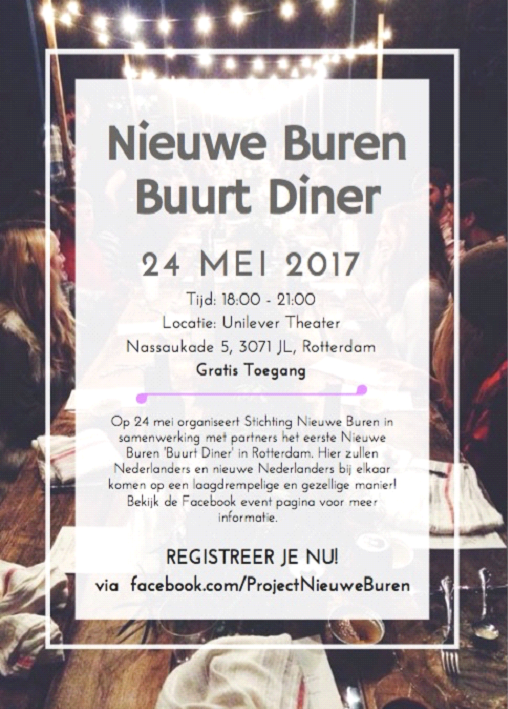 Nieuwe Buren
Buurt Diner
24 MEI 2017
Tijd: 18:00 - 21:00
Locatie: Unilever Theater
Nassaukade 5, 3071 JL, Rotterdam
Gratis Toegang
Op 24 mei organiseert Stichting Nieuwe Buren in
samenwerking met partners het eerste Nieuwe
Buren 'Buurt Diner' in Rotterdam. Hier zullen
Nederlanders en nieuwe Nederlanders bij elkaar
komen op een laagdrempelige en gezellige manier!
Bekijk de Facebook event pagina voor meer
informatie.
REGISTREER JE NU!
via facebook.com/ProjectNieuweBuren